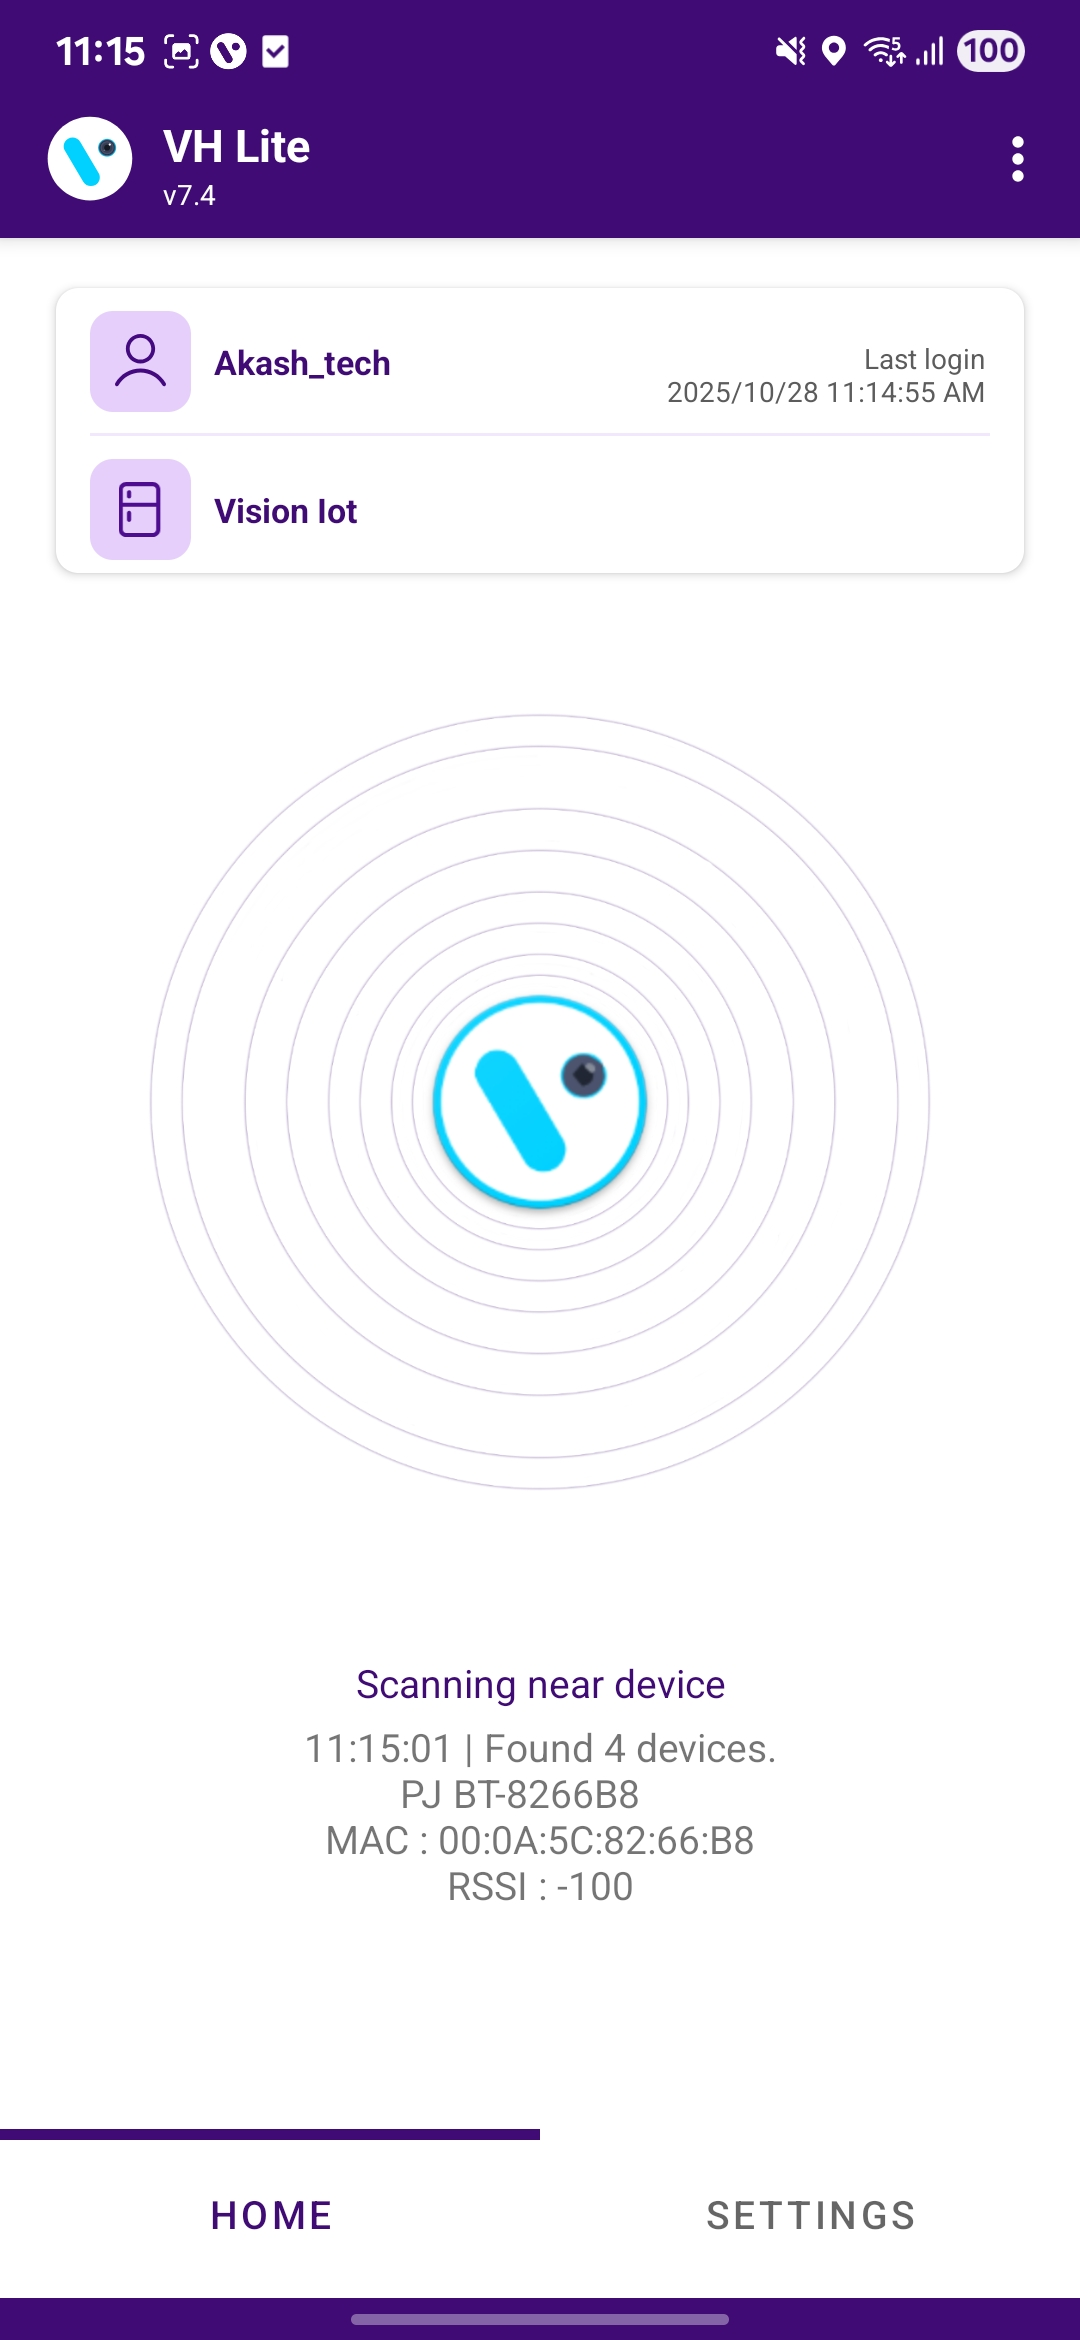 11:15
5
100
VH Lite
v7.4
Akash_tech
Last login
2025/10/28 11:14:55 AM
Vision Iot
Scanning near device
11:15:01 | Found 4 devices.
PJ BT-8266B8
MAC : 00:0A:5C:82:66:B8
RSSI : -100
HOME
SETTINGS